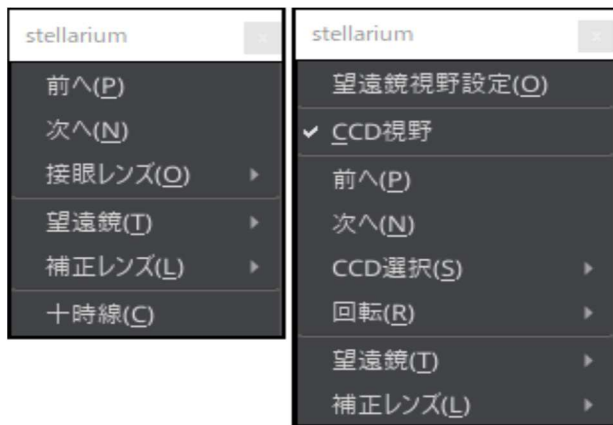 stellarium
前へ(P)
次へ(N)
接眼レンズ(O)
望遠鏡(T)
補正レンズ(L)
十時線(C)
stellarium
望遠鏡視野設定(O)
CCD視野
前へ(P)
次へ(N)
CCD選択(S)
回転(R)
望遠鏡(T)
補正レンズ(L)